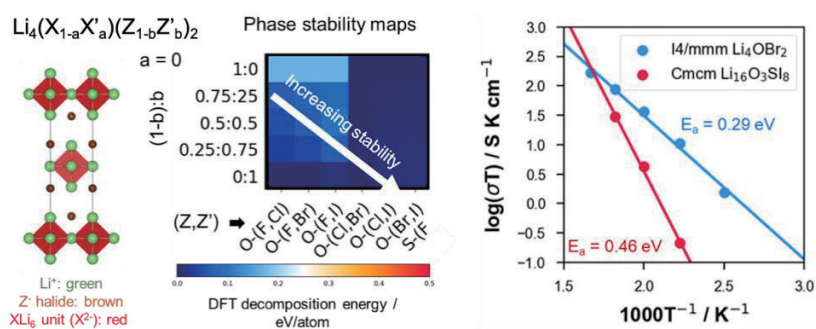 Li₄(X₁₋ₐX'ₐ)(Z₁₋bZ'b)₂
Li⁺: green
Z⁻ halide: brown
XLi₆ unit (X²⁻): red
Phase stability maps
a = 0
(1-b):b
1:0
0.75:25
0.5:0.5
0.25:0.75
0:1
Increasing stability
(Z,Z')
O-(F,Cl)
O-(F,Br)
O-(F,I)
O-(Cl,Br)
O-(Cl,I)
O-(Br,I)
S-(F
0.0 0.1 0.2 0.3 0.4 0.5
DFT decomposition energy /
eV/atom
log(σT) / S K cm⁻¹
3.0
2.5
2.0
1.5
1.0
0.5
0.0
−0.5
−1.0
I4/mmm Li₄OBr₂
Cmcm Li₁₆O₃SI₈
Eₐ = 0.29 eV
Eₐ = 0.46 eV
1.5 2.0 2.5 3.0
1000T⁻¹ / K⁻¹